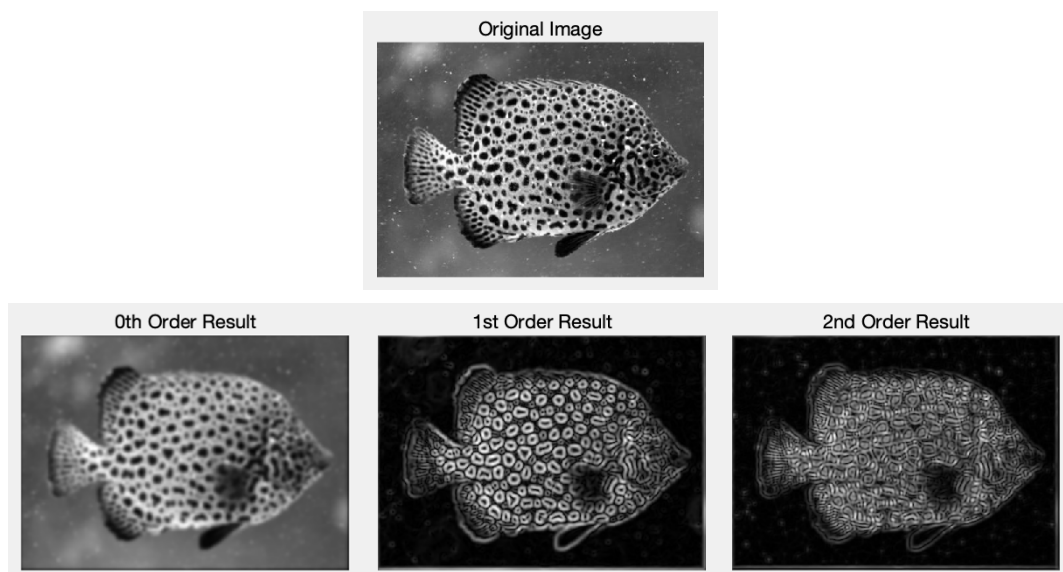 Original Image
0th Order Result
1st Order Result
2nd Order Result